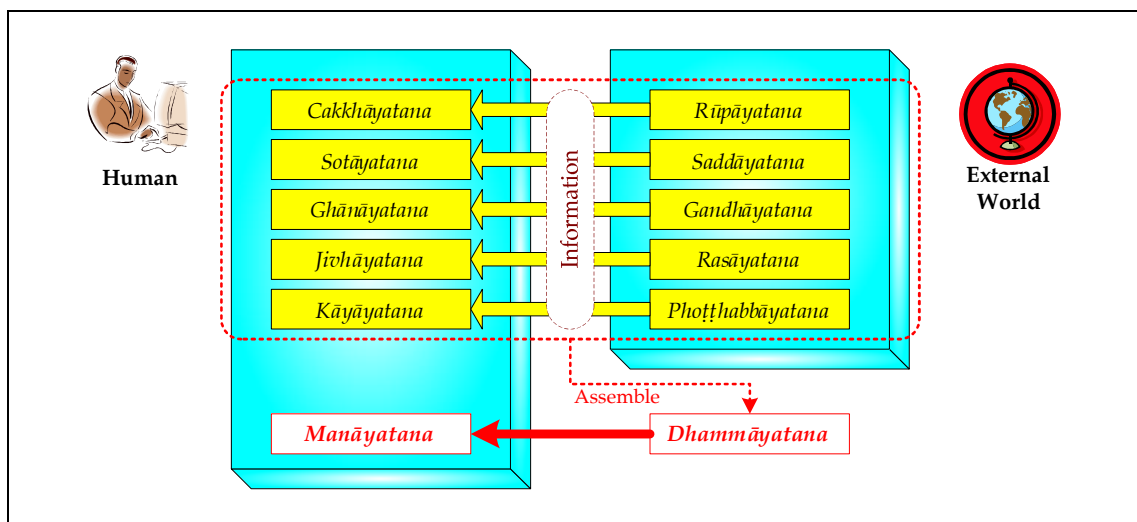 Human
Cakkhāyatana
Sotāyatana
Ghānāyatana
Jivhāyatana
Kāyāyatana
Manāyatana
Information
Rūpāyatana
Saddāyatana
Gandhāyatana
Rasāyatana
Phoṭṭhabbāyatana
Assemble
Dhammāyatana
External
World